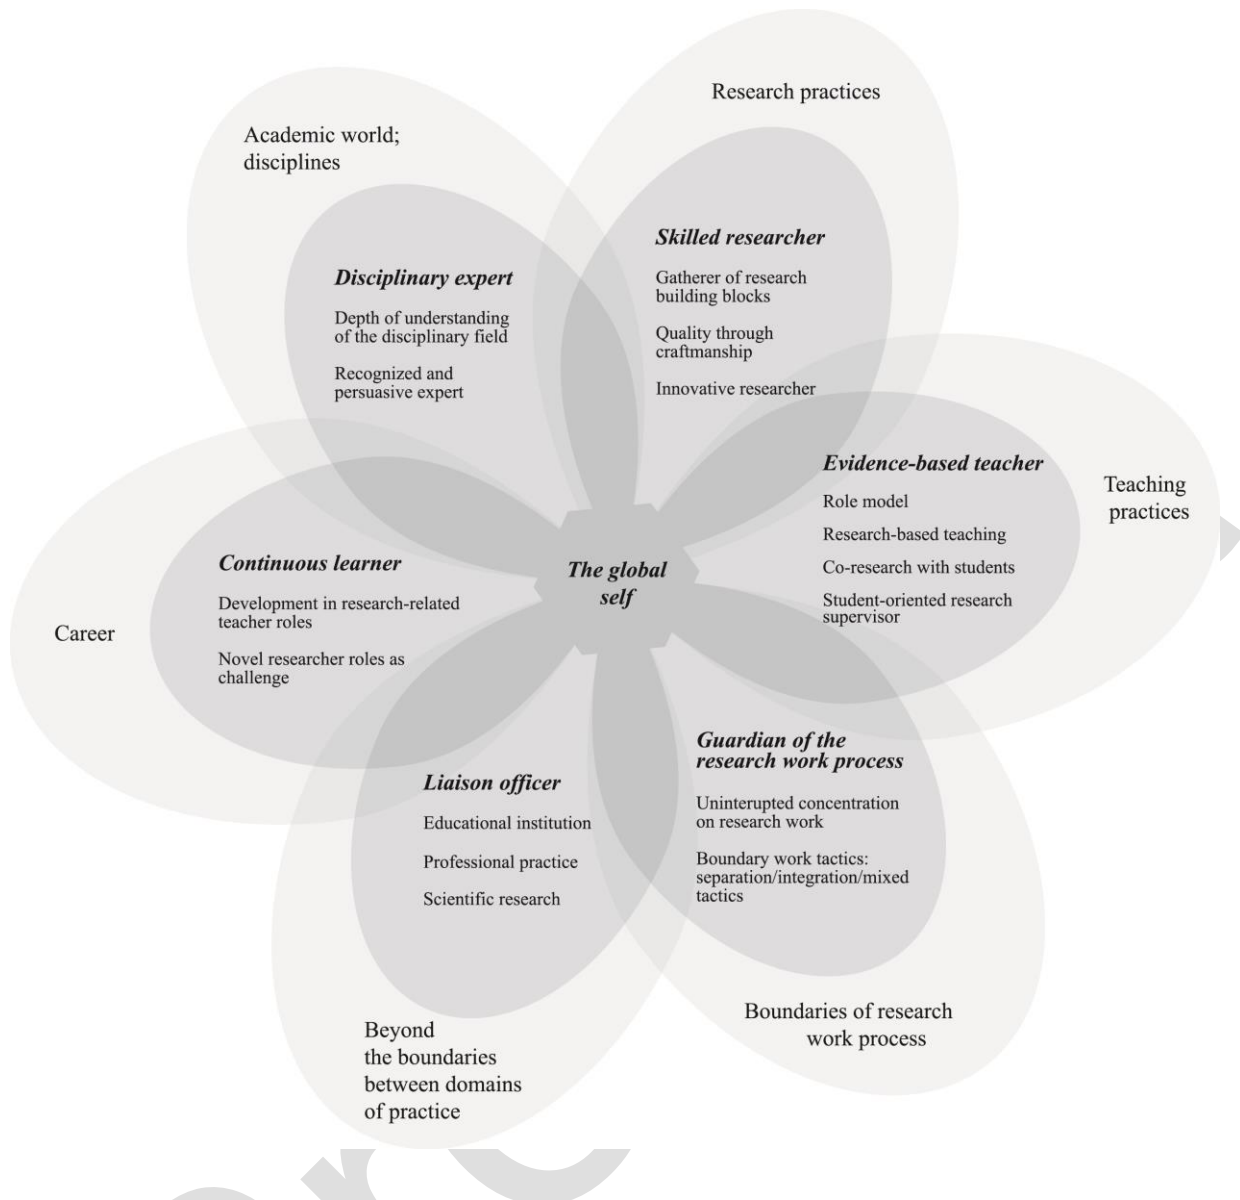 Research practices
Academic world;
disciplines
Skilled researcher
Gatherer of research
building blocks
Quality through
craftmanship
Innovative researcher
Disciplinary expert
Depth of understanding
of the disciplinary field
Recognized and
persuasive expert
Evidence-based teacher
Role model
Research-based teaching
Co-research with students
Student-oriented research
supervisor
Teaching
practices
The global
self
Continuous learner
Development in research-related
teacher roles
Novel researcher roles as
challenge
Career
Guardian of the
research work process
Uninterupted concentration
on research work
Boundary work tactics:
separation/integration/mixed
tactics
Liaison officer
Educational institution
Professional practice
Scientific research
Boundaries of research
work process
Beyond
the boundaries
between domains
of practice